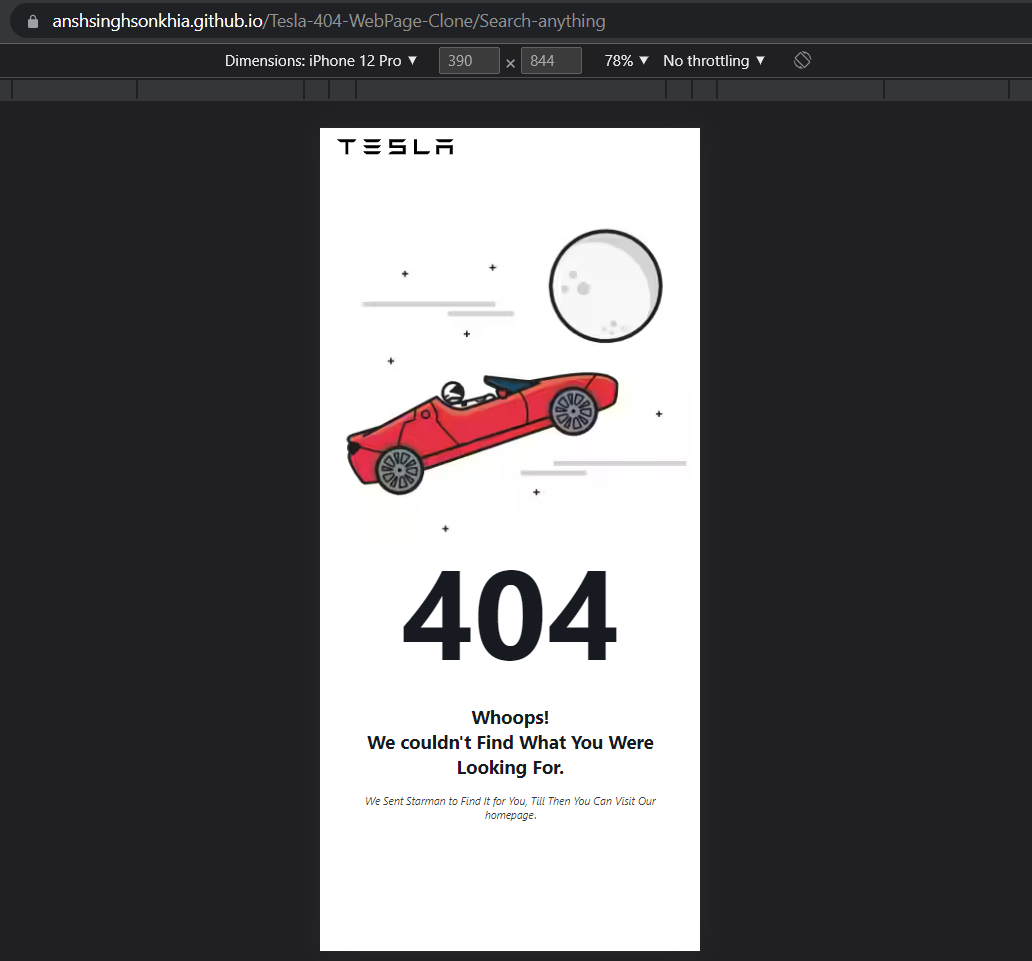 anshsinghsonkhia.github.io/Tesla-404-WebPage-Clone/Search-anything
Dimensions: iPhone 12 Pro ▼ 390 × 844 78% ▼ No throttling ▼
TESLA
404
Whoops!
We couldn't Find What You Were
Looking For.
We Sent Starman to Find It for You, Till Then You Can Visit Our
homepage.